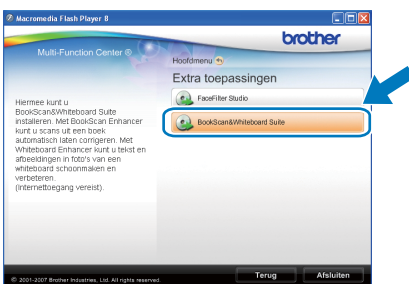 Macromedia Flash Player 8
brother
Multi-Function Center ®
Hoofdmenu
Extra toepassingen
FaceFilter Studio
BookScan&Whiteboard Suite
Hiermee kunt u
BookScan&Whiteboard Suite
installeren. Met BookScan Enhancer
kunt u scans uit een boek
automatisch laten corrigeren. Met
Whiteboard Enhancer kunt u tekst en
afbeeldingen in foto's van een
whiteboard schoonmaken en
verbeteren.
(Internettoegang vereist).
© 2001-2007 Brother Industries, Ltd. All rights reserved.
Terug
Afsluiten